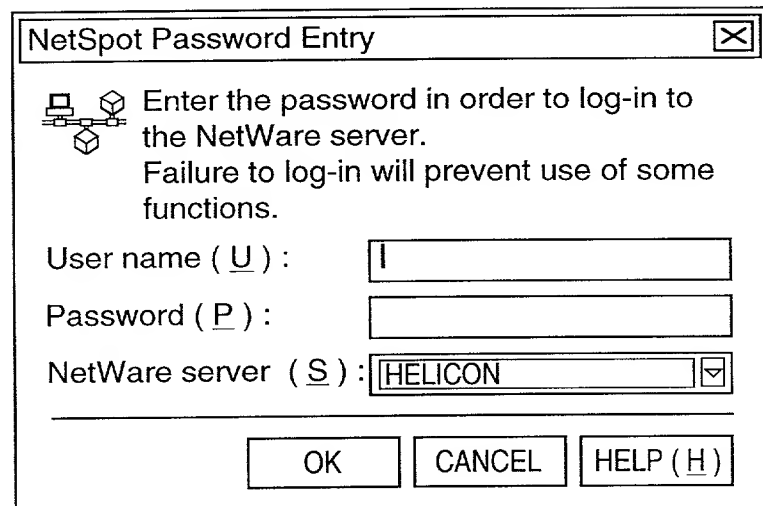 NetSpot Password Entry
Enter the password in order to log-in to
the NetWare server.
Failure to log-in will prevent use of some
functions.
User name ( U ) :
Password ( P ) :
NetWare server ( S ) : HELICON
OK CANCEL HELP ( H )